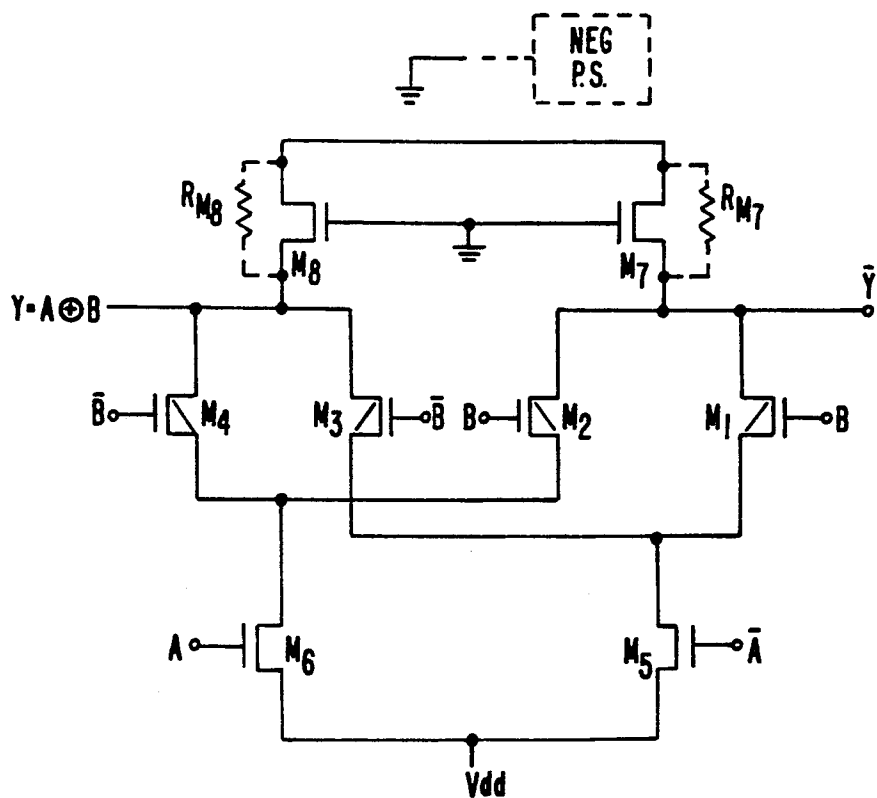 NEG
P.S.
R_M8
R_M7
M8
M7
Y=A⊕B
Ȳ
B̄
M4
M3
B̄
B
M2
M1
B
A
M6
M5
Ā
Vdd